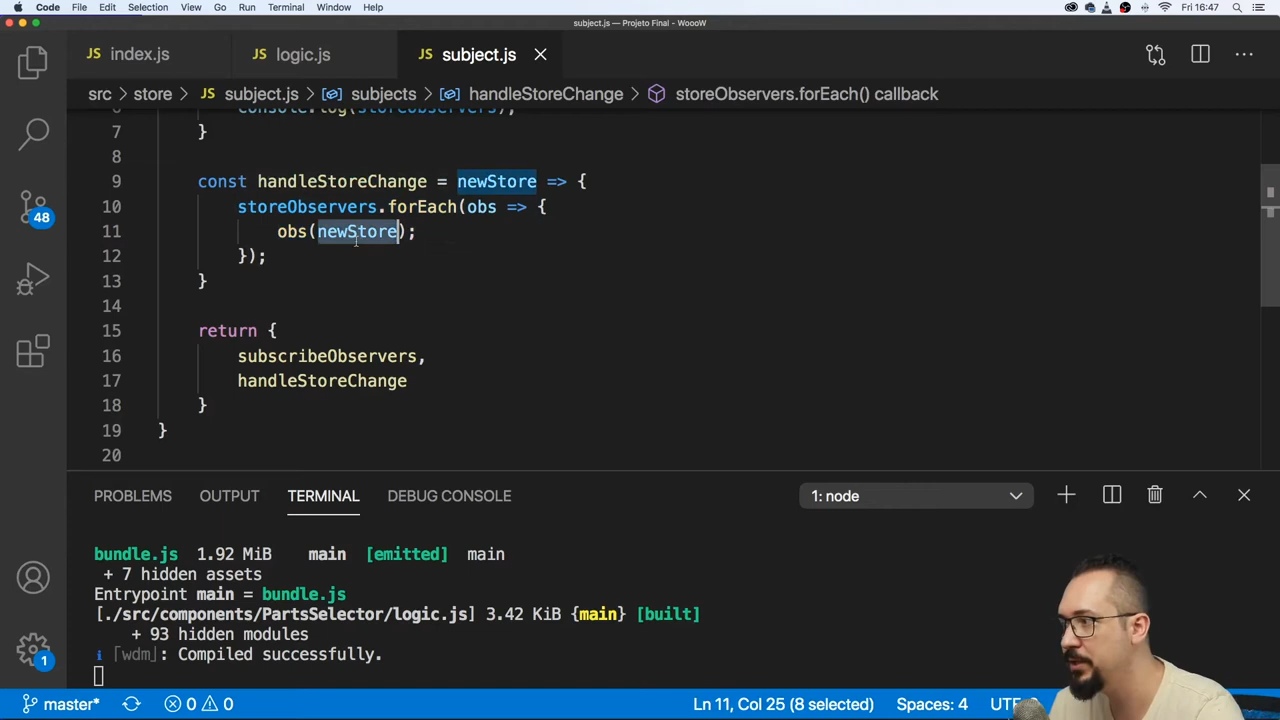 Code File Edit Selection View Go Run Terminal Window Help Fri 16:47
subject.js — Projeto Final - WoooW
JS index.js JS logic.js JS subject.js
src > store > JS subject.js > subjects > handleStoreChange > storeObservers.forEach() callback
6 console.log(storeObservers);
7 }
8
9 const handleStoreChange = newStore => {
10 storeObservers.forEach(obs => {
11 obs(newStore);
12 });
13 }
14
15 return {
16 subscribeObservers,
17 handleStoreChange
18 }
19 }
20
48
PROBLEMS OUTPUT TERMINAL DEBUG CONSOLE 1: node
bundle.js 1.92 MiB main [emitted] main
+ 7 hidden assets
Entrypoint main = bundle.js
[./src/components/PartsSelector/logic.js] 3.42 KiB {main} [built]
+ 93 hidden modules
ℹ ｢wdm｣: Compiled successfully.
1
master* 0 0 Ln 11, Col 25 (8 selected) Spaces: 4